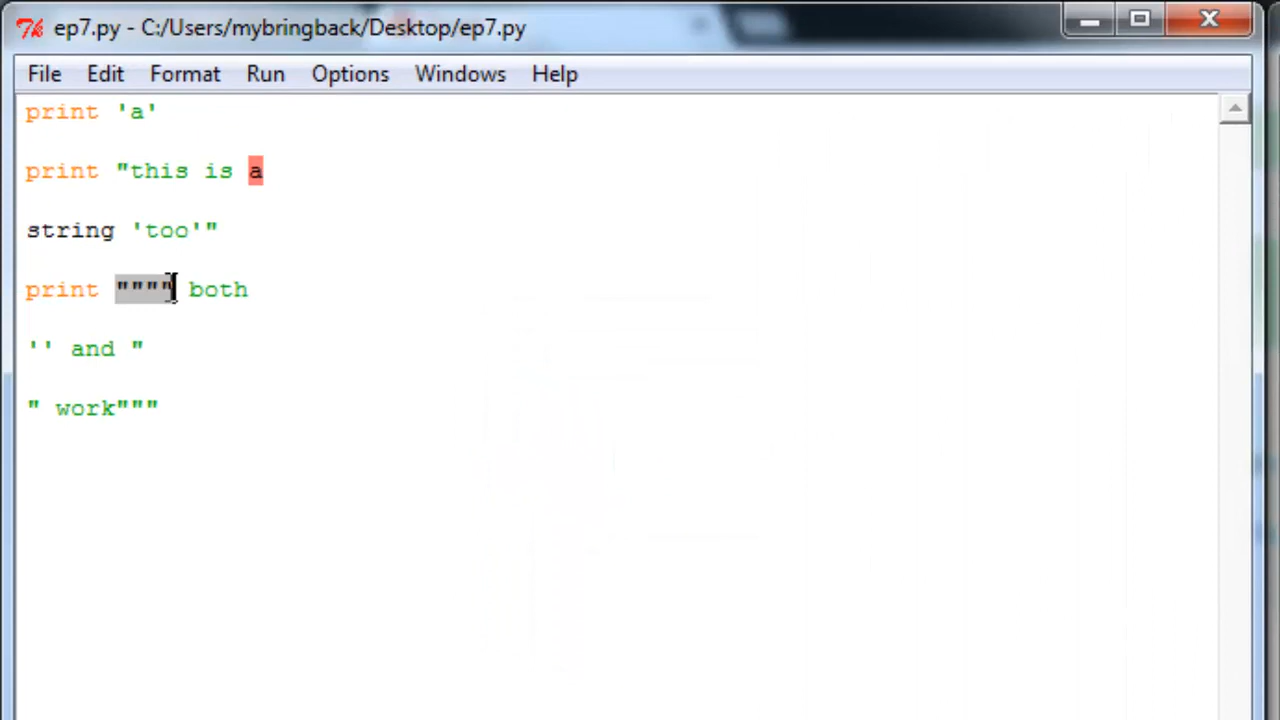 ep7.py - C:/Users/mybringback/Desktop/ep7.py
File Edit Format Run Options Windows Help
print 'a'
print "this is a
string 'too'"
print """" both
'' and "
" work"""